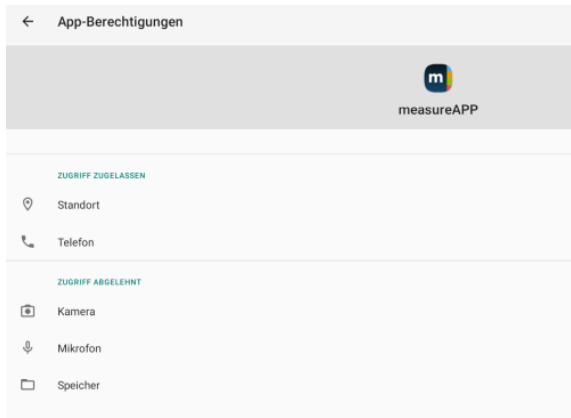 App-Berechtigungen
m
measureAPP
ZUGRIFF ZUGELASSEN
Standort
Telefon
ZUGRIFF ABGELEHNT
Kamera
Mikrofon
Speicher